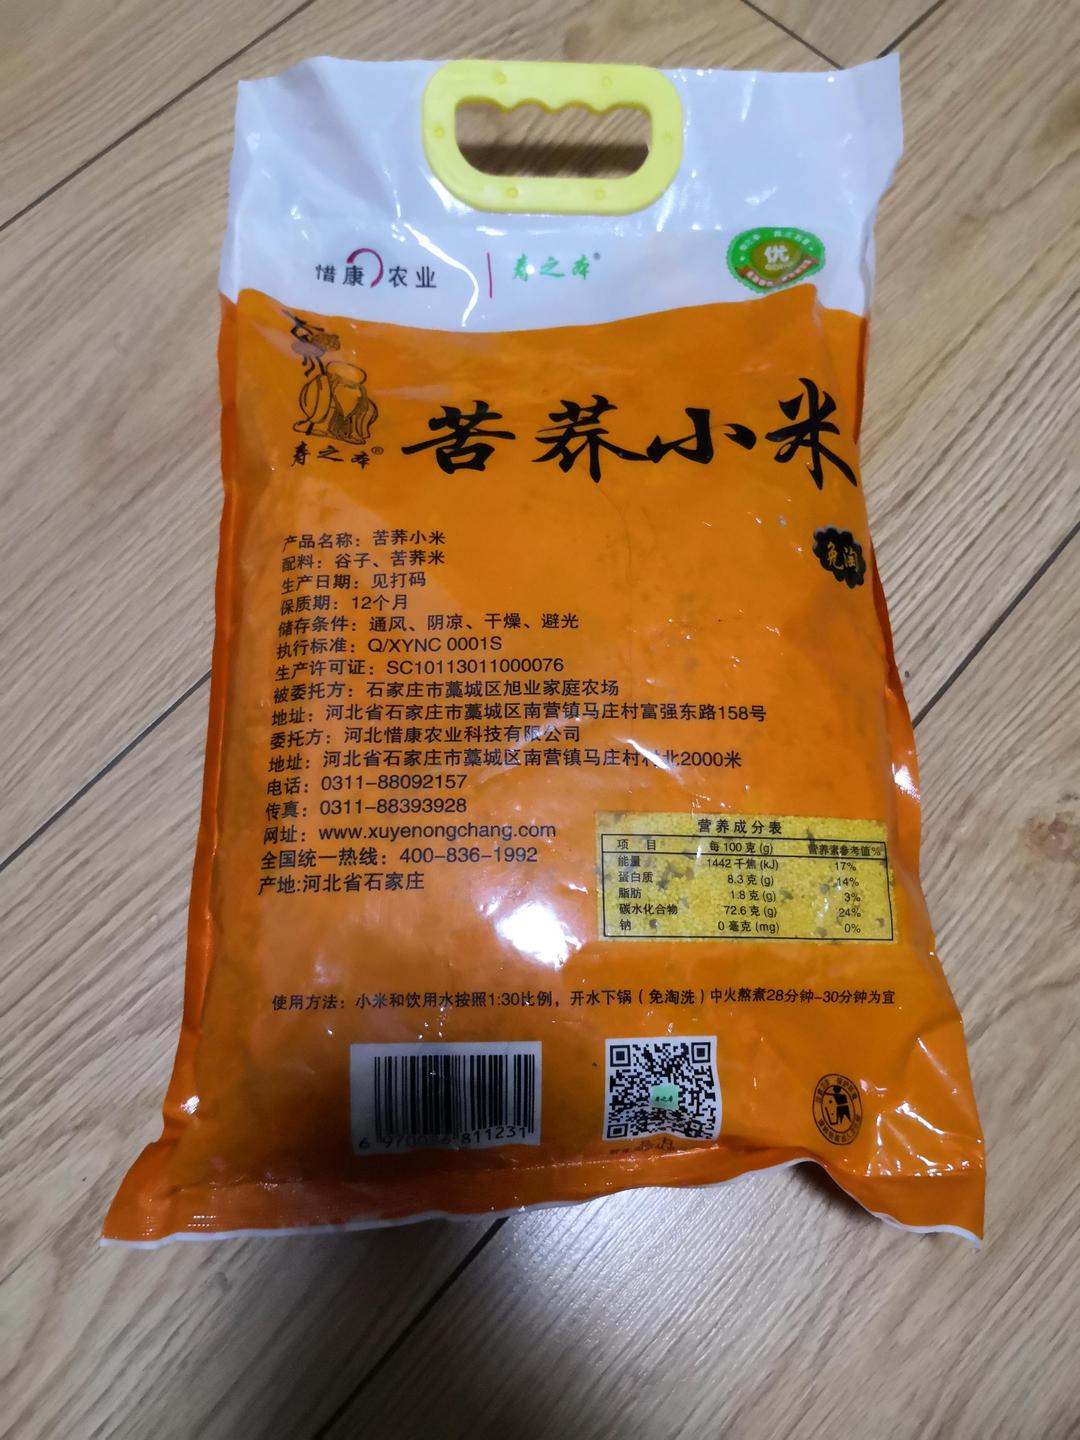 惜康农业 寿之本®
优
寿之本®
苦荞小米
免淘
产品名称：苦荞小米
配料：谷子、苦荞米
生产日期：见打码
保质期：12个月
储存条件：通风、阴凉、干燥、避光
执行标准：Q/XYNC 0001S
生产许可证：SC10113011000076
被委托方：石家庄市藁城区旭业家庭农场
地址：河北省石家庄市藁城区南营镇马庄村富强东路158号
委托方：河北惜康农业科技有限公司
地址：河北省石家庄市藁城区南营镇马庄村村北2000米
电话：0311-88092157
传真：0311-88393928
网址：www.xuyenongchang.com
全国统一热线：400-836-1992
产地:河北省石家庄
营养成分表
项 目 每100克(g) 营养素参考值%
能量 1442千焦(kJ) 17%
蛋白质 8.3克(g) 14%
脂肪 1.8克(g) 3%
碳水化合物 72.6克(g) 24%
钠 0毫克(mg) 0%
使用方法：小米和饮用水按照1:30比例，开水下锅（免淘洗）中火熬煮28分钟-30分钟为宜
寿之本